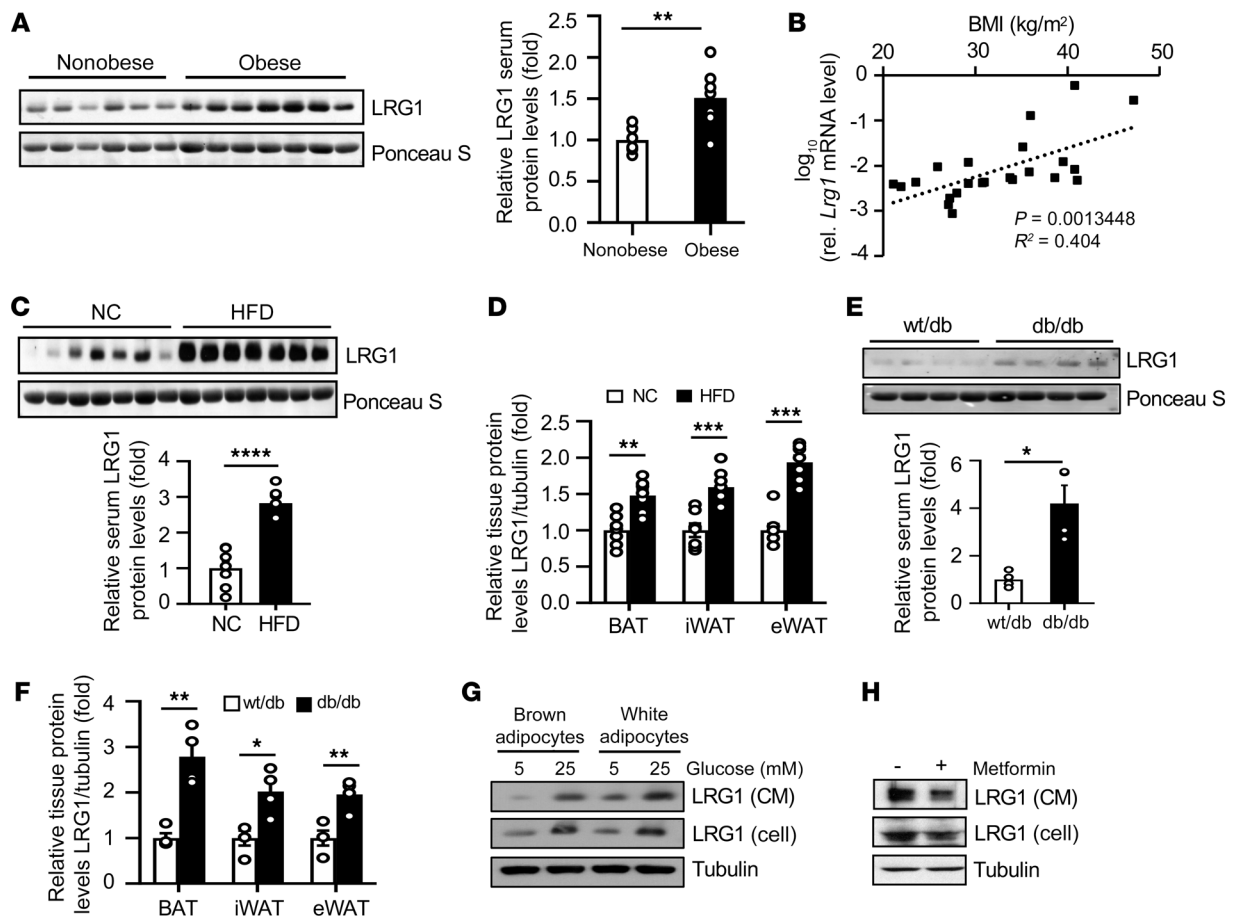 A
Nonobese
Obese
LRG1
Ponceau S
Relative LRG1 serum
protein levels (fold)
2.5
2.0
1.5
1.0
0.5
0.0
**
Nonobese
Obese
B
BMI (kg/m²)
20
30
40
50
log₁₀
(rel. Lrg1 mRNA level)
0
-1
-2
-3
-4
P = 0.0013448
R² = 0.404
C
NC
HFD
LRG1
Ponceau S
Relative serum LRG1
protein levels (fold)
4
3
2
1
0
****
NC
HFD
D
NC
HFD
Relative tissue protein
levels LRG1/tubulin (fold)
2.5
2.0
1.5
1.0
0.5
0.0
**
***
***
BAT
iWAT
eWAT
E
wt/db
db/db
LRG1
Ponceau S
Relative serum LRG1
protein levels (fold)
6
4
2
0
*
wt/db
db/db
F
Relative tissue protein
levels LRG1/tubulin (fold)
4
3
2
1
0
wt/db
db/db
**
*
**
BAT
iWAT
eWAT
G
Brown
adipocytes
White
adipocytes
5
25
5
25
Glucose (mM)
LRG1 (CM)
LRG1 (cell)
Tubulin
H
-
+
Metformin
LRG1 (CM)
LRG1 (cell)
Tubulin